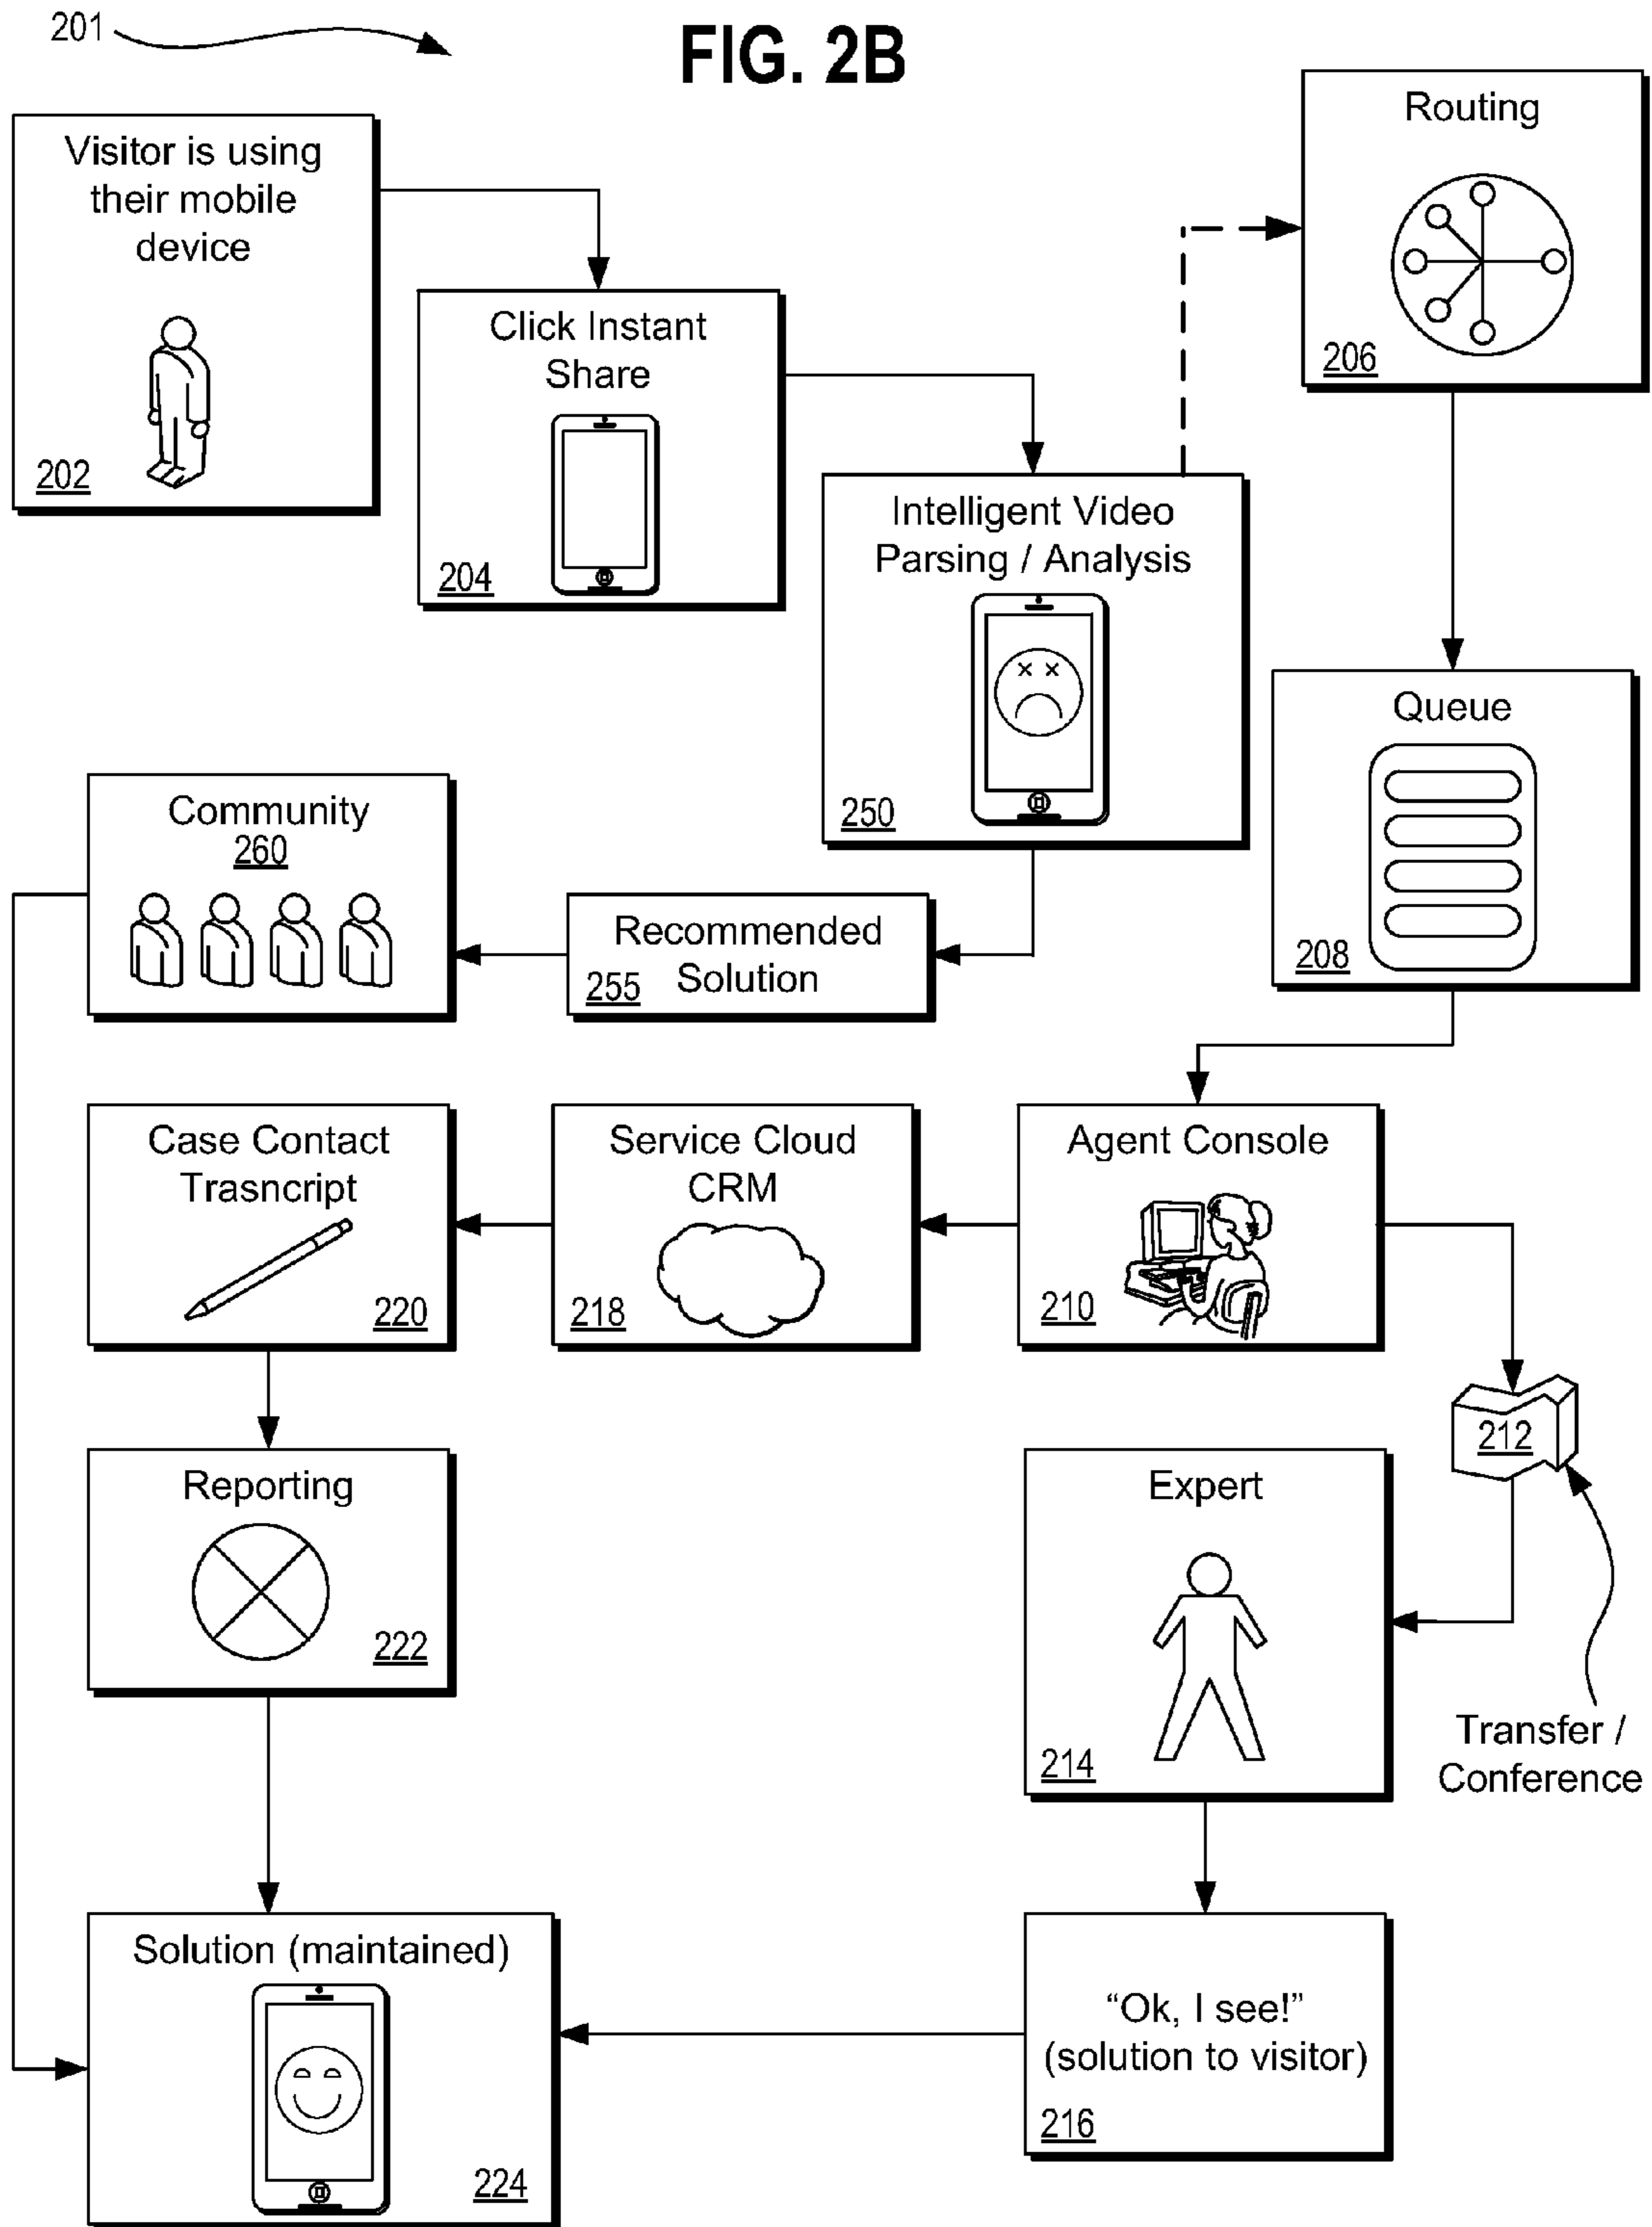 201
FIG. 2B
Visitor is using
their mobile
device
202
Click Instant
Share
204
Intelligent Video
Parsing / Analysis
250
Routing
206
Queue
208
Community
260
Recommended
Solution
255
Case Contact
Trasncript
220
Service Cloud
CRM
218
Agent Console
210
212
Transfer /
Conference
Reporting
222
Expert
214
Solution (maintained)
224
“Ok, I see!”
(solution to visitor)
216